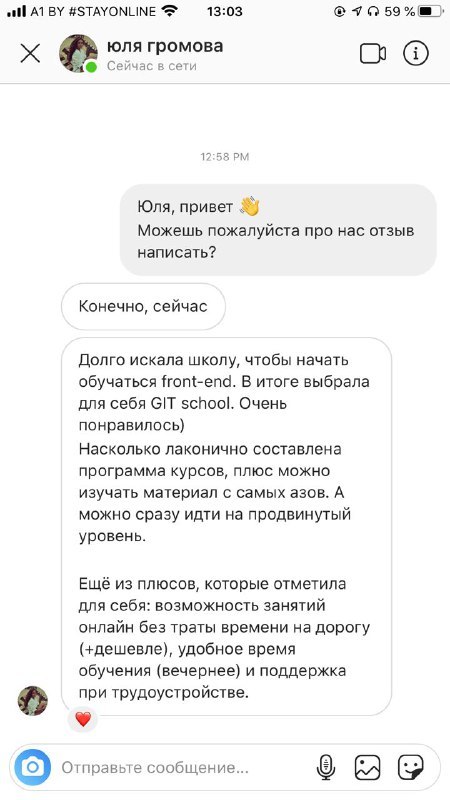 A1 BY #STAYONLINE 13:03 59 %
юля громова
Сейчас в сети
12:58 PM
Юля, привет 👋
Можешь пожалуйста про нас отзыв
написать?
Конечно, сейчас
Долго искала школу, чтобы начать
обучаться front-end. В итоге выбрала
для себя GIT school. Очень
понравилось)
Насколько лаконично составлена
программа курсов, плюс можно
изучать материал с самых азов. А
можно сразу идти на продвинутый
уровень.
Ещё из плюсов, которые отметила
для себя: возможность занятий
онлайн без траты времени на дорогу
(+дешевле), удобное время
обучения (вечернее) и поддержка
при трудоустройстве.
❤️
Отправьте сообщение...